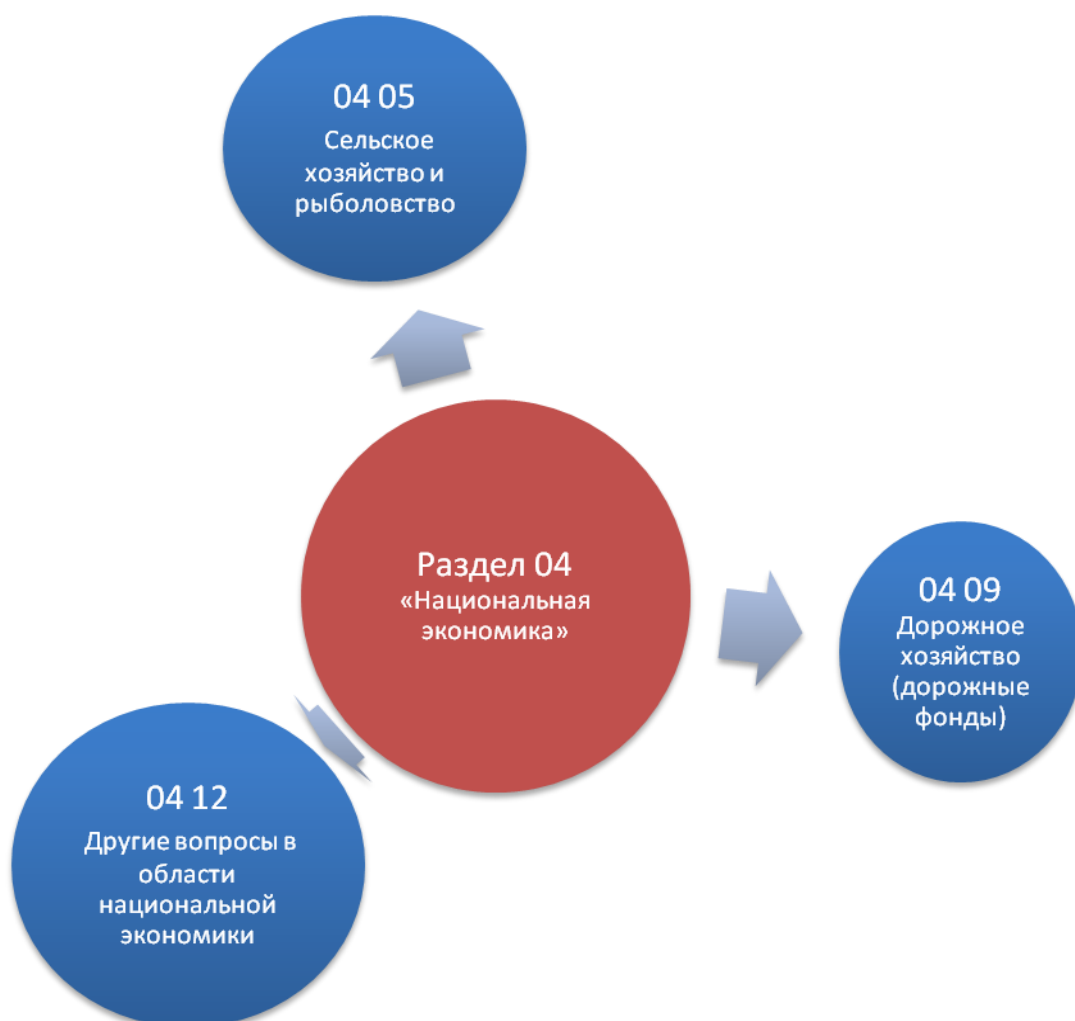 04 05
Сельское
хозяйство и
рыболовство
Раздел 04
«Национальная
экономика»
04 09
Дорожное
хозяйство
(дорожные
фонды)
04 12
Другие вопросы в
области
национальной
экономики